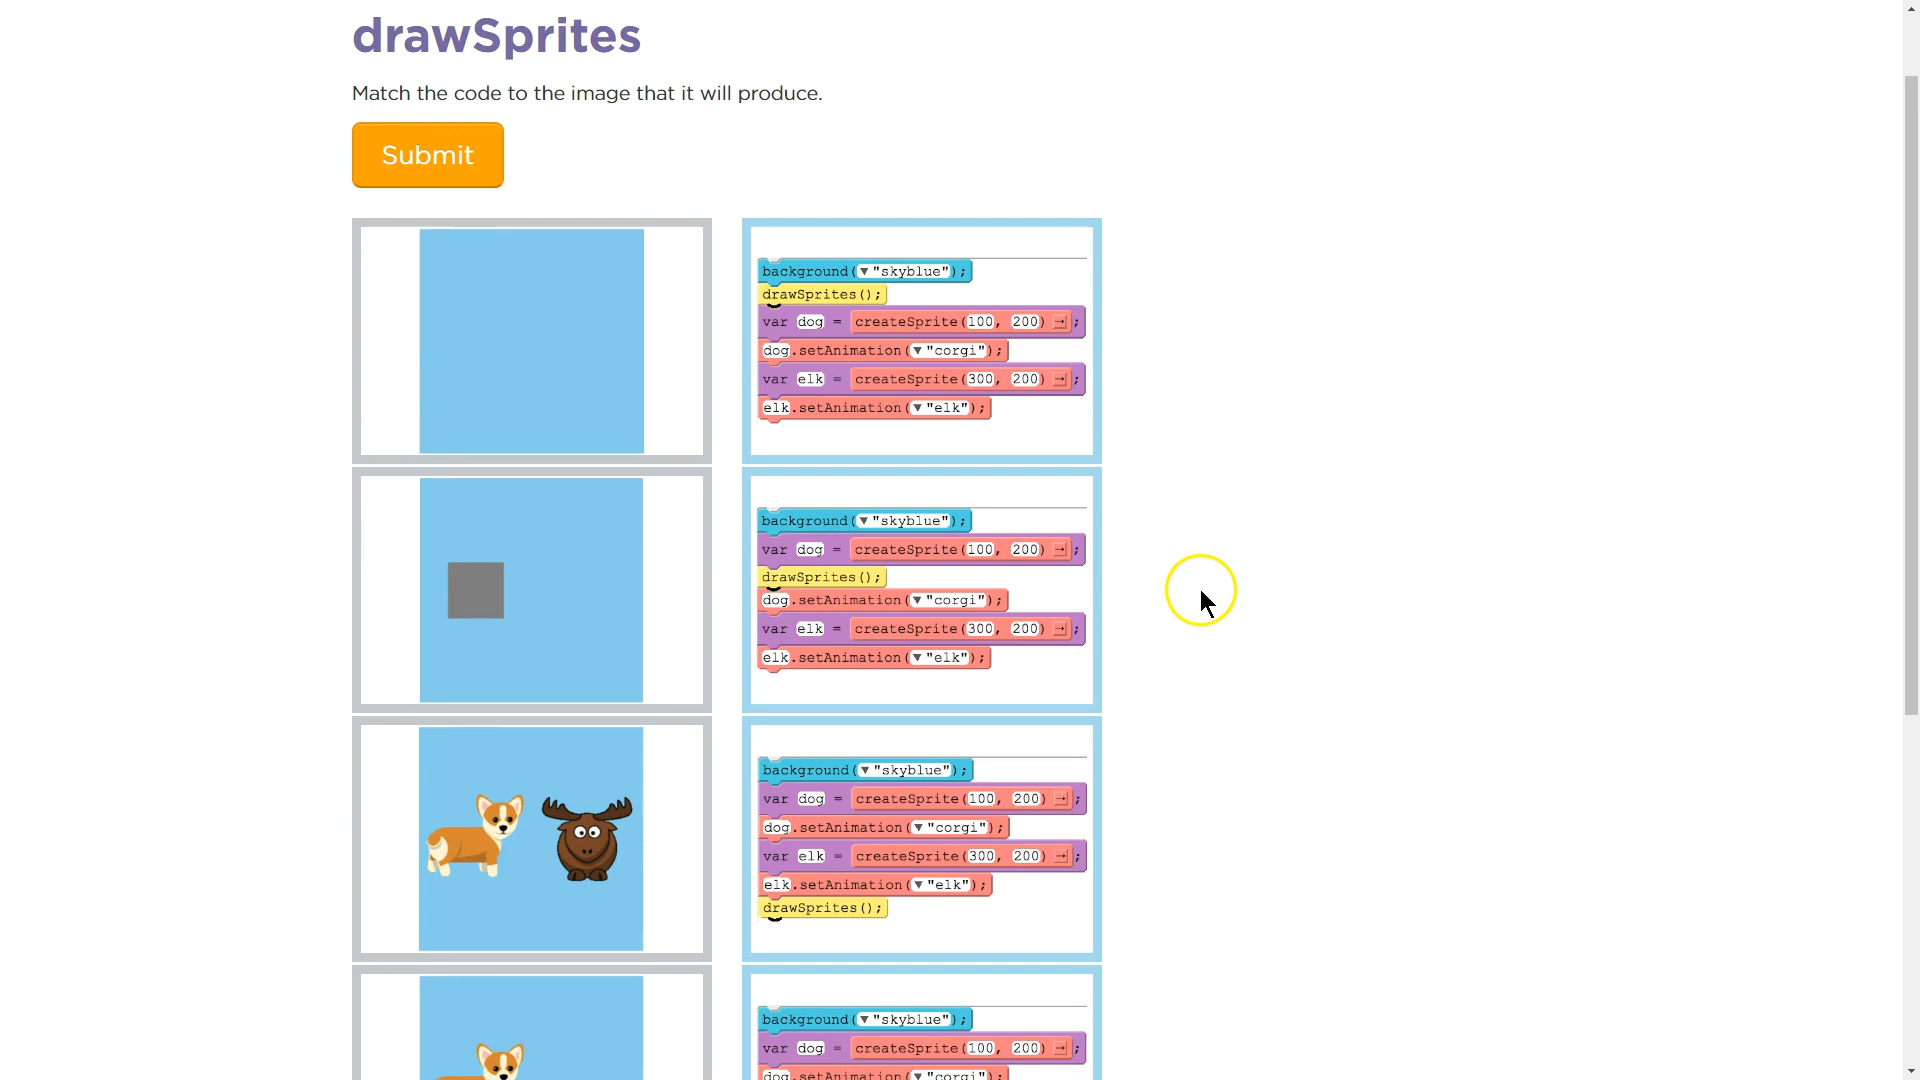 drawSprites
Match the code to the image that it will produce.
Submit
background(▼"skyblue");
drawSprites();
var dog = createSprite(100, 200) →;
dog.setAnimation(▼"corgi");
var elk = createSprite(300, 200) →;
elk.setAnimation(▼"elk");
background(▼"skyblue");
var dog = createSprite(100, 200) →;
drawSprites();
dog.setAnimation(▼"corgi");
var elk = createSprite(300, 200) →;
elk.setAnimation(▼"elk");
background(▼"skyblue");
var dog = createSprite(100, 200) →;
dog.setAnimation(▼"corgi");
var elk = createSprite(300, 200) →;
elk.setAnimation(▼"elk");
drawSprites();
background(▼"skyblue");
var dog = createSprite(100, 200) →;
dog.setAnimation(▼"corgi");